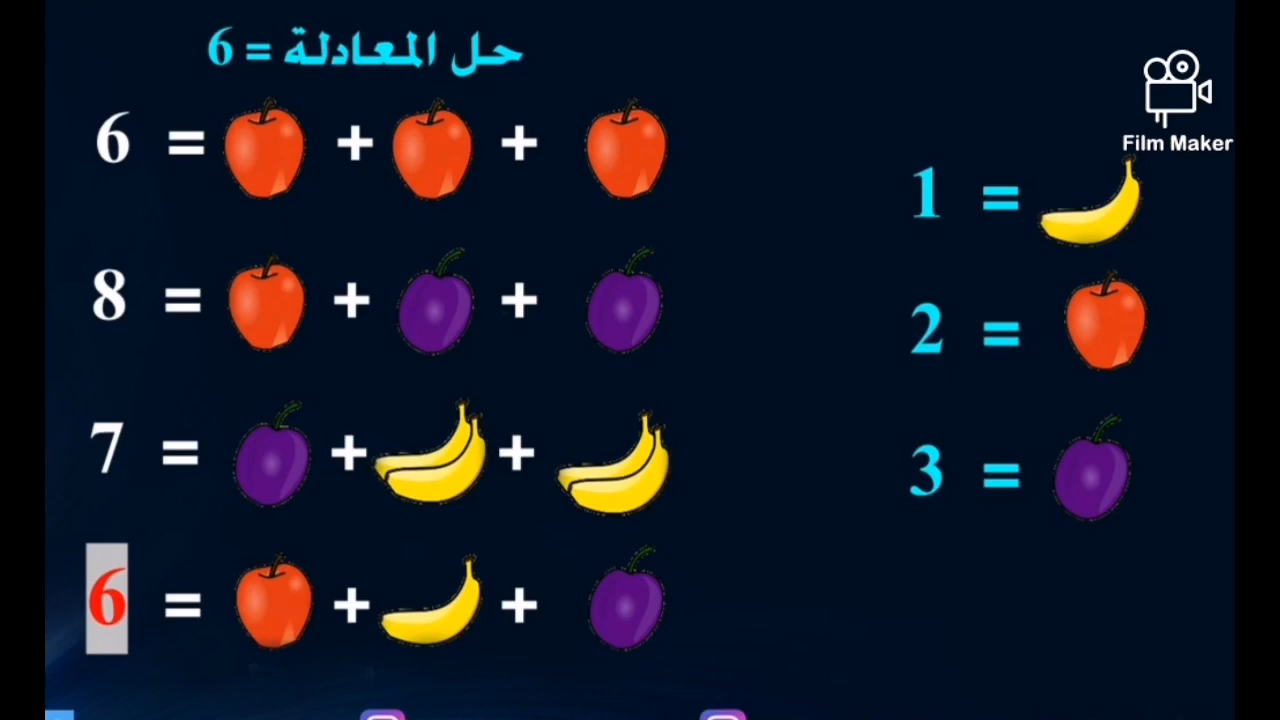 حل المعادلة = 6
6 = + +
8 = + +
7 = + +
6 = + +
Film Maker
1 =
2 =
3 =